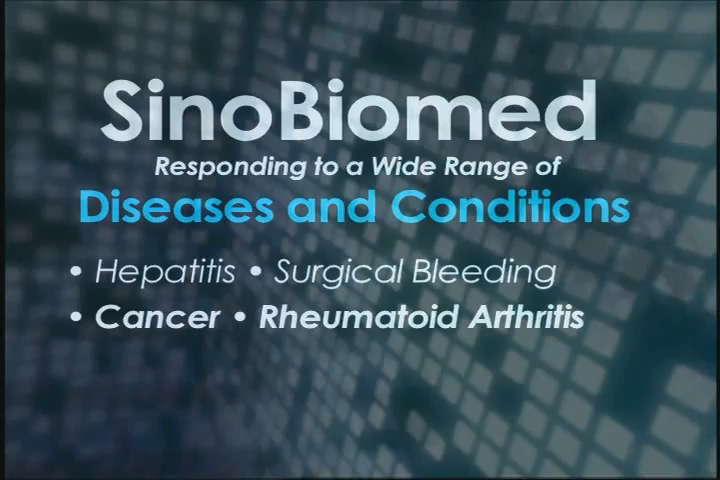 SinoBiomed
Responding to a Wide Range of
Diseases and Conditions
• Hepatitis • Surgical Bleeding
• Cancer • Rheumatoid Arthritis